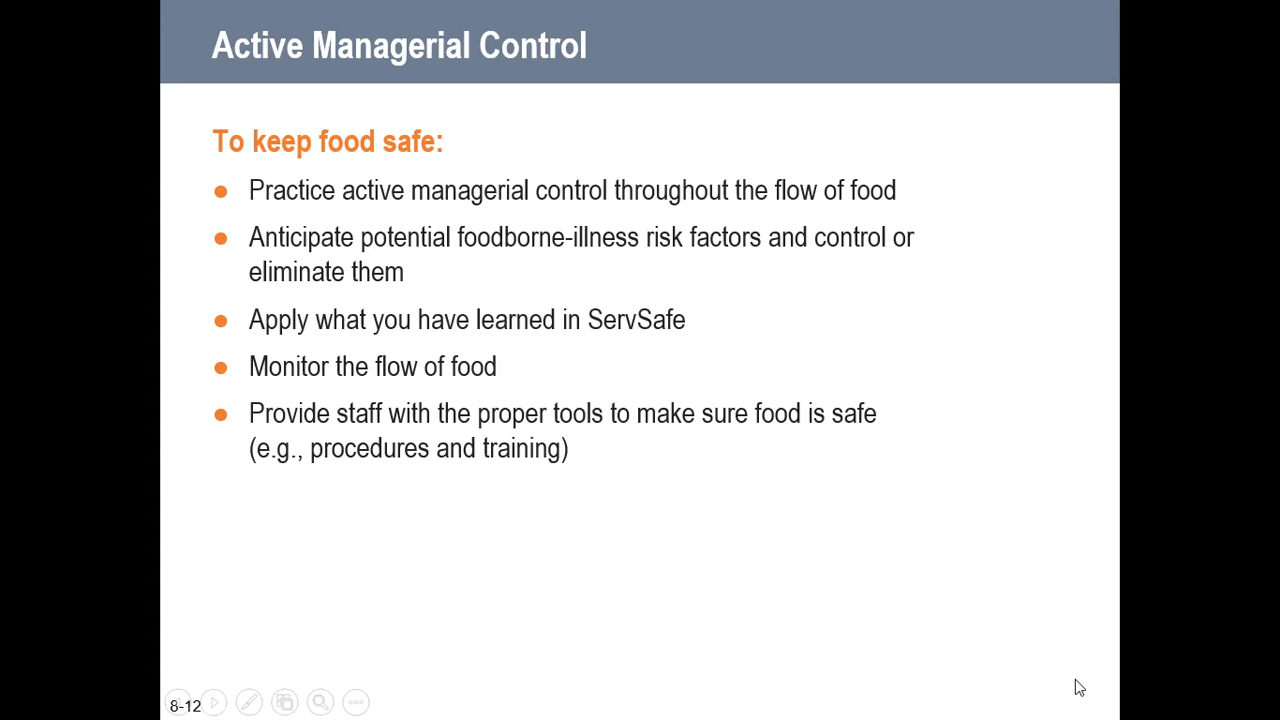 Active Managerial Control
To keep food safe:
Practice active managerial control throughout the flow of food
Anticipate potential foodborne-illness risk factors and control or
eliminate them
Apply what you have learned in ServSafe
Monitor the flow of food
Provide staff with the proper tools to make sure food is safe
(e.g., procedures and training)
8-12